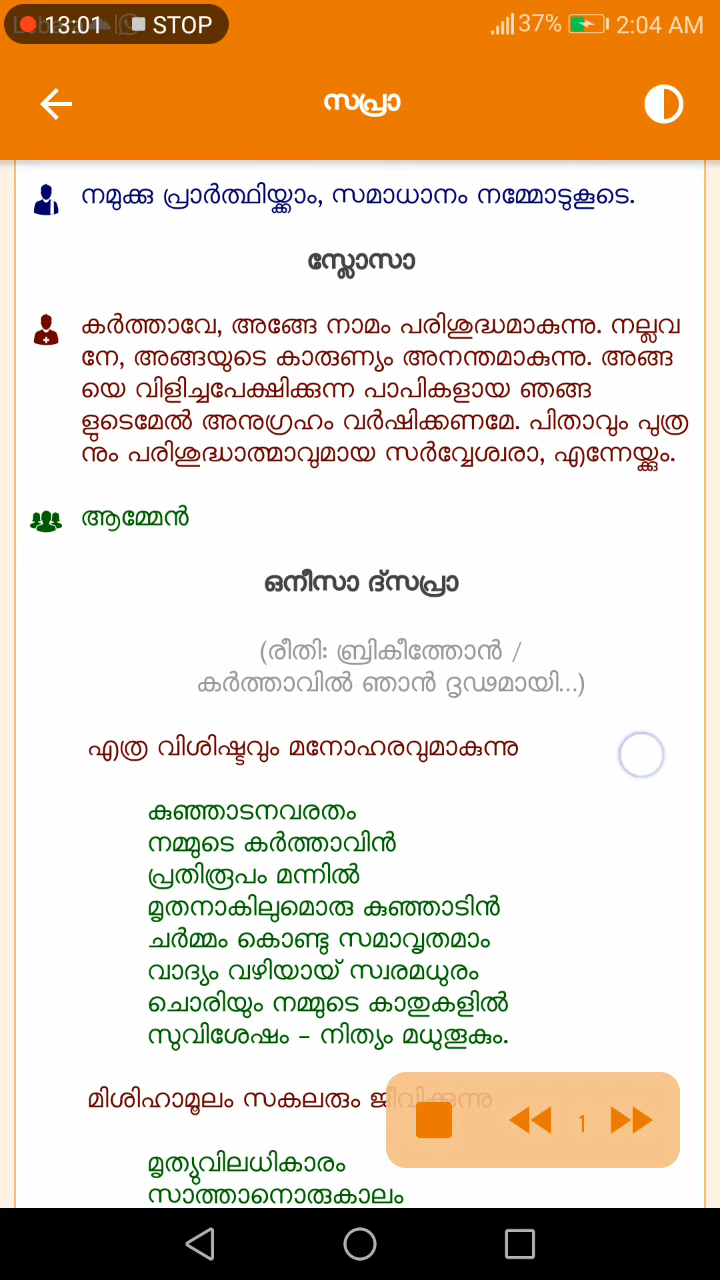 13:01 STOP 37% 2:04 AM
സപ്രാ
നമുക്കു പ്രാർത്ഥിയ്ക്കാം, സമാധാനം നമ്മോടുകൂടെ.
സ്ലോസാ
കർത്താവേ, അങ്ങേ നാമം പരിശുദ്ധമാകുന്നു. നല്ലവ
നേ, അങ്ങയുടെ കാരുണ്യം അനന്തമാകുന്നു. അങ്ങ
യെ വിളിച്ചപേക്ഷിക്കുന്ന പാപികളായ ഞങ്ങ
ളുടെമേൽ അനുഗ്രഹം വർഷിക്കണമേ. പിതാവും പുത്ര
നും പരിശുദ്ധാത്മാവുമായ സർവ്വേശ്വരാ, എന്നേയ്ക്കും.
ആമ്മേൻ
ഒനീസാ ദ്സപ്രാ
(രീതി: ബ്രികീത്തോൻ /
കർത്താവിൽ ഞാൻ ദൃഢമായി...)
എത്ര വിശിഷ്ടവും മനോഹരവുമാകുന്നു
കുഞ്ഞാടനവരതം
നമ്മുടെ കർത്താവിൻ
പ്രതിരൂപം മന്നിൽ
മൃതനാകിലുമൊരു കുഞ്ഞാടിൻ
ചർമ്മം കൊണ്ടു സമാവൃതമാം
വാദ്യം വഴിയായ് സ്വരമധുരം
ചൊരിയും നമ്മുടെ കാതുകളിൽ
സുവിശേഷം – നിത്യം മധുതൂകും.
മിശിഹാമൂലം സകലരും ജീവിക്കുന്നു
1
മൃത്യുവിലധികാരം
സാത്താനൊരുകാലം